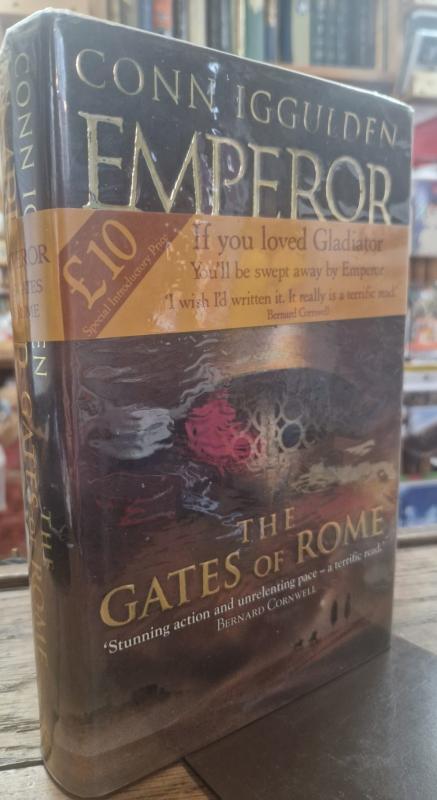 CONN IGGULDEN
EMPEROR
£10
Special Introductory Price
If you loved Gladiator
You'll be swept away by Emperor
'I wish I'd written it. It really is a terrific read.'
Bernard Cornwell
THE
GATES OF ROME
'Stunning action and unrelenting pace – a terrific read.'
BERNARD CORNWELL
CONN
THE
GATES OF ROME